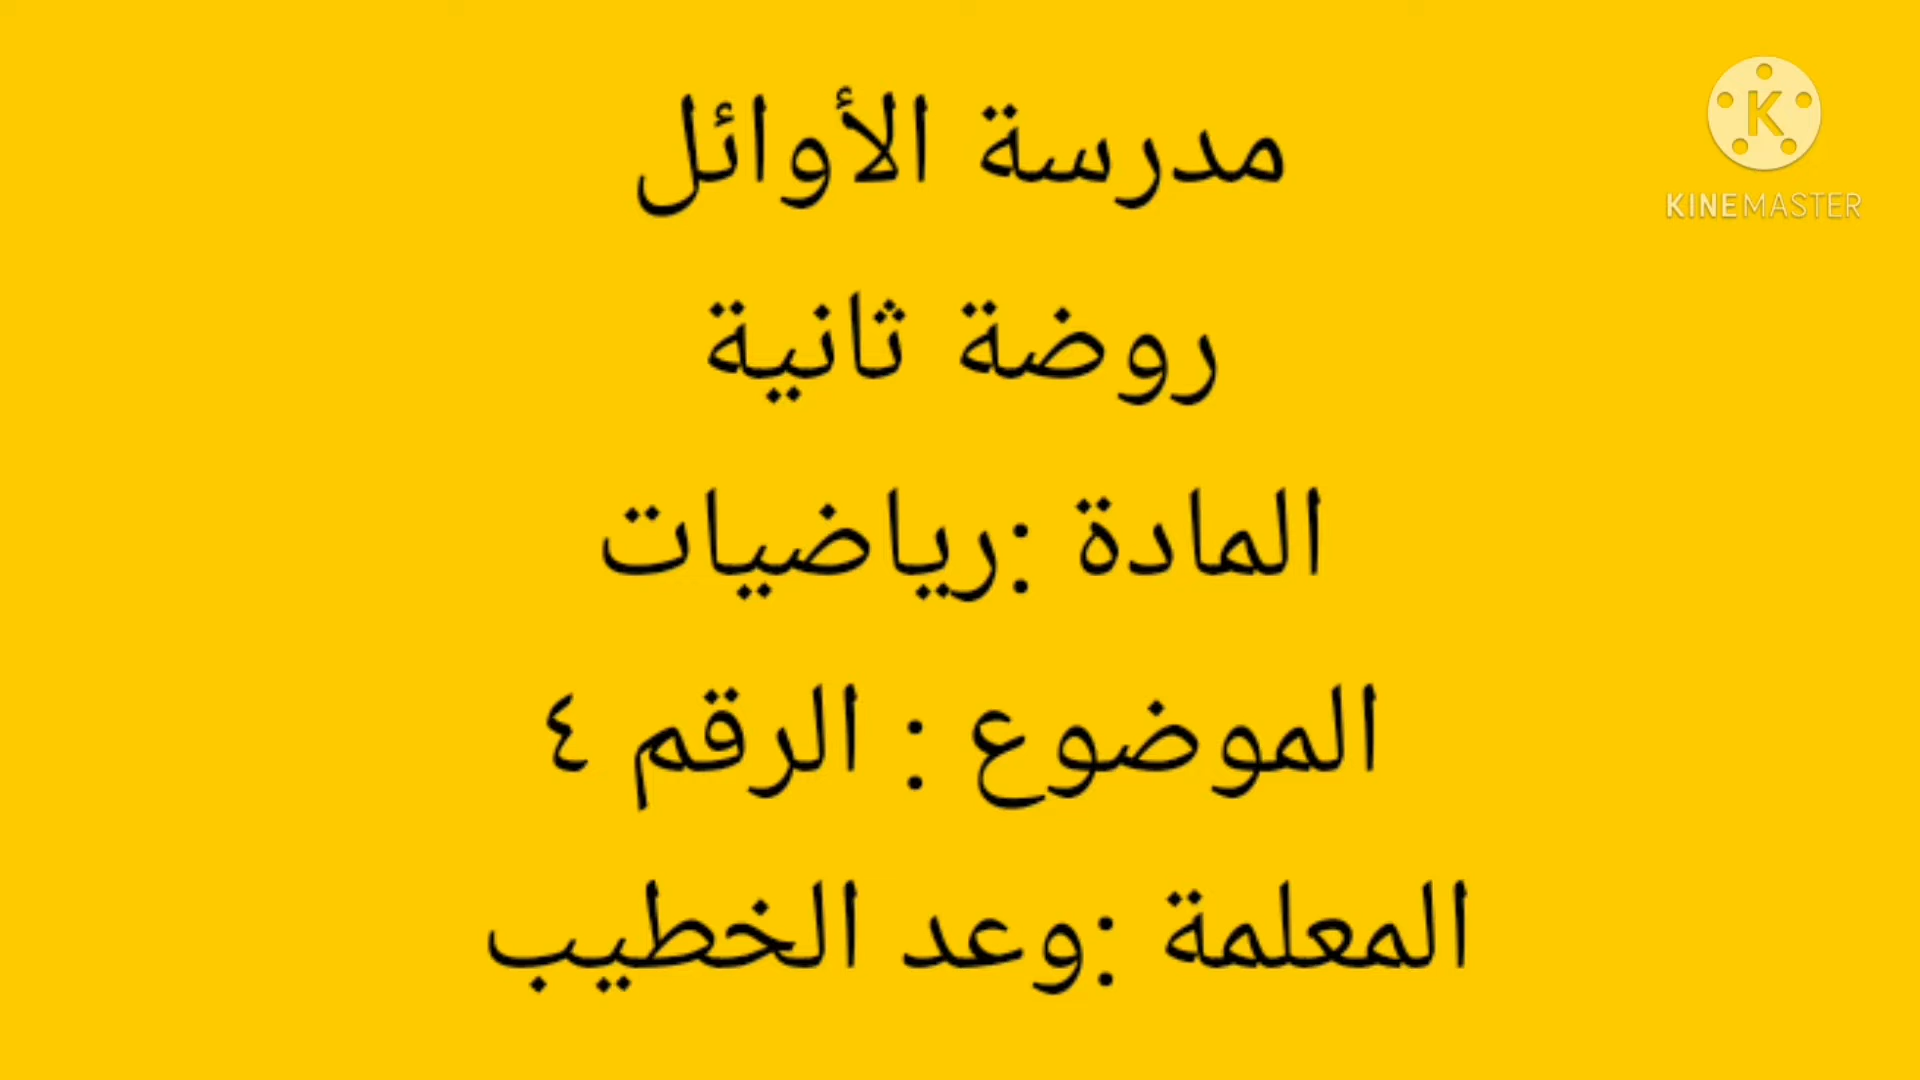 مدرسة الأوائل
روضة ثانية
المادة :رياضيات
الموضوع : الرقم ٤
المعلمة :وعد الخطيب
K
KINEMASTER